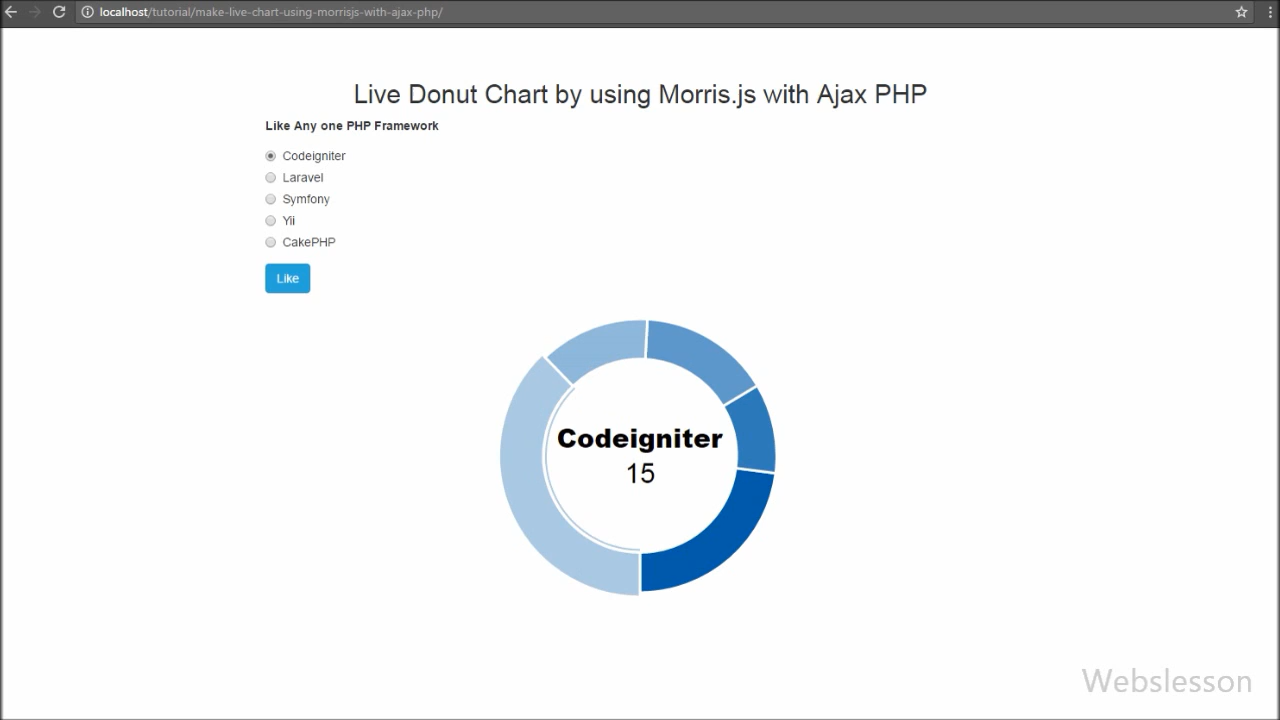 localhost/tutorial/make-live-chart-using-morrisjs-with-ajax-php/
Live Donut Chart by using Morris.js with Ajax PHP
Like Any one PHP Framework
Codeigniter
Laravel
Symfony
Yii
CakePHP
Like
Codeigniter
15
Webslesson